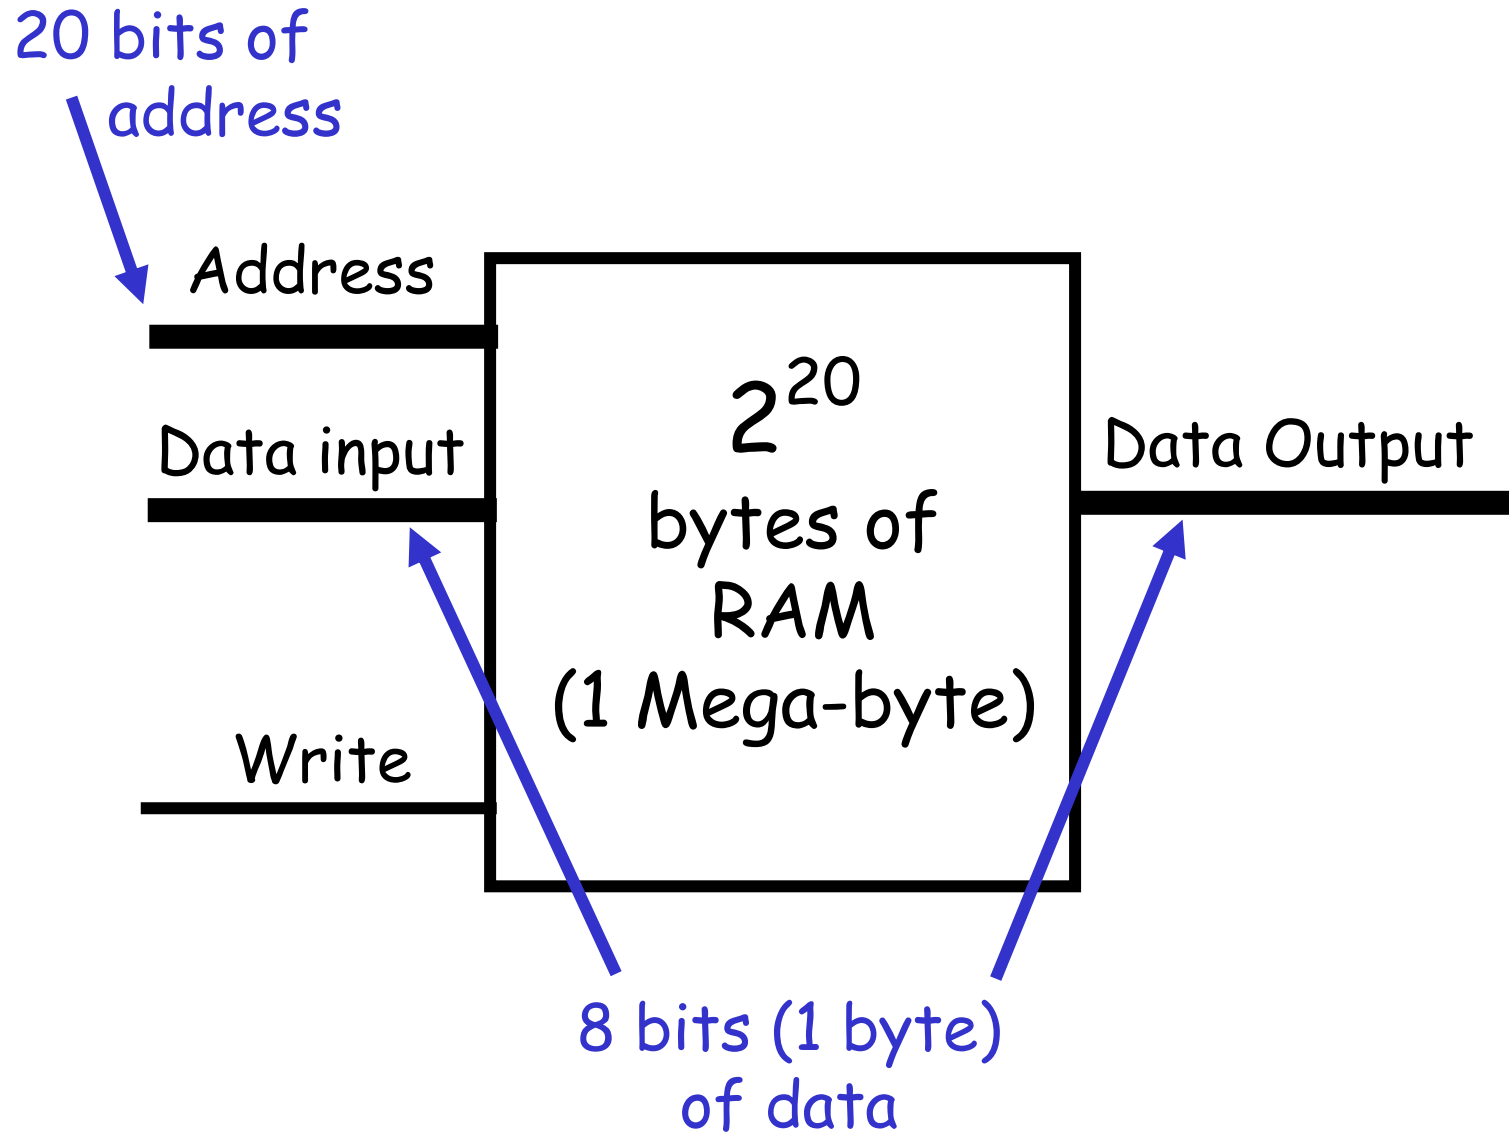 20 bits of
address
Address
Data input
Write
2^20
bytes of
RAM
(1 Mega-byte)
Data Output
8 bits (1 byte)
of data